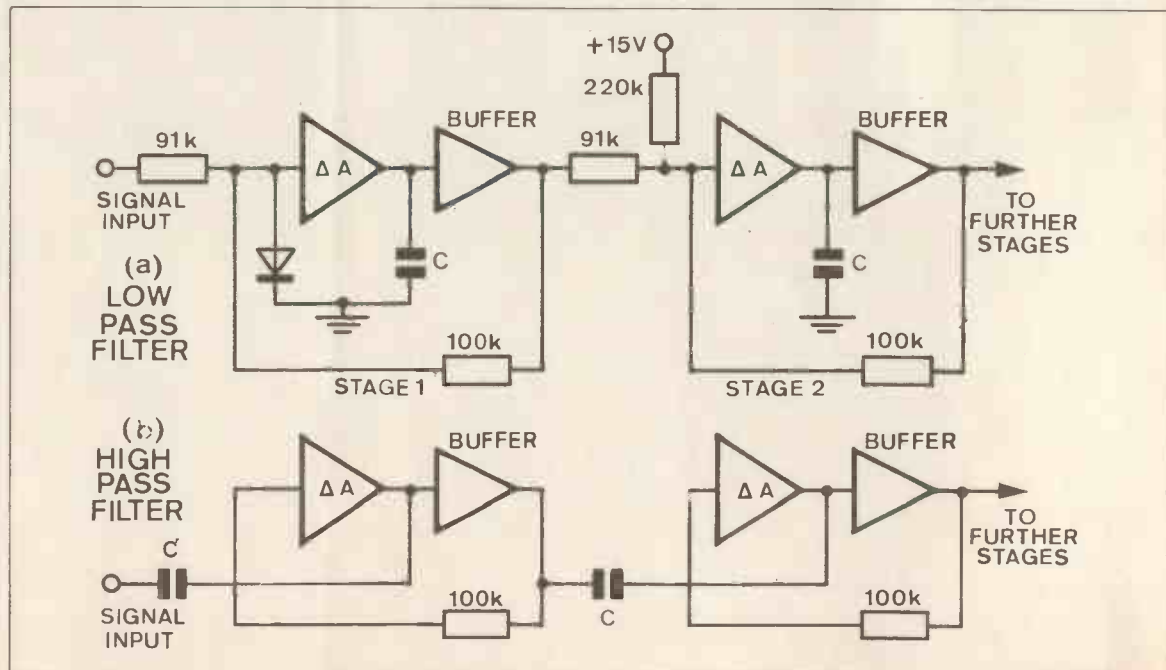 +15V
220k
91k
ΔA
BUFFER
91k
ΔA
BUFFER
SIGNAL
INPUT
C
C
TO
FURTHER
STAGES
(a)
LOW
PASS
FILTER
100k
STAGE 1
100k
STAGE 2
(b)
HIGH
PASS
FILTER
ΔA
BUFFER
ΔA
BUFFER
TO
FURTHER
STAGES
C
SIGNAL
INPUT
100k
C
100k